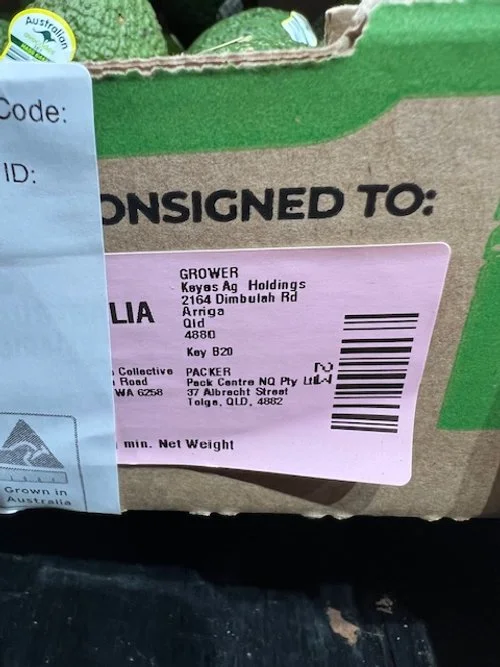 Australian
Code:
ID:
ONSIGNED TO:
LIA
GROWER
Keyes Ag Holdings
2164 Dimbulah Rd
Arriga
Qld
4880
Key B20
Collective
Road
WA 6258
PACKER
Pack Centre NQ Pty Ltd
37 Albrecht Street
Tolga, QLD, 4882
23
min. Net Weight
Grown in
Australia